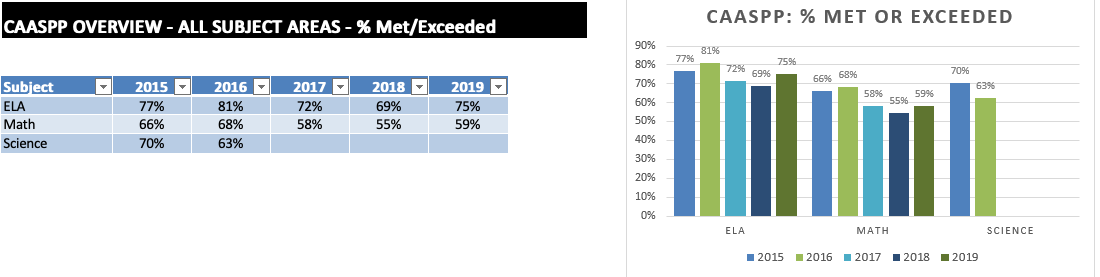 CAASPP OVERVIEW - ALL SUBJECT AREAS - % Met/Exceeded
Subject 2015 2016 2017 2018 2019
ELA 77% 81% 72% 69% 75%
Math 66% 68% 58% 55% 59%
Science 70% 63%
CAASPP: % MET OR EXCEEDED
90%
80%
70%
60%
50%
40%
30%
20%
10%
0%
77% 81% 72% 69% 75% 66% 68% 58% 55% 59% 70% 63%
ELA MATH SCIENCE
2015 2016 2017 2018 2019